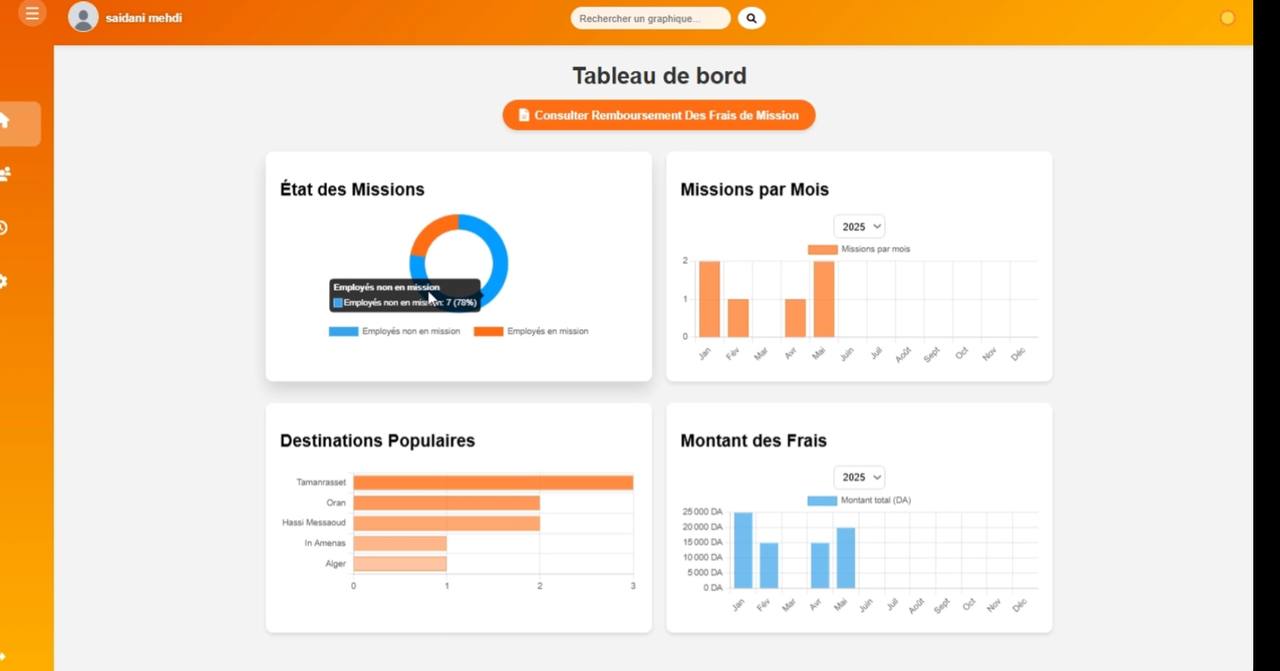 saidani mehdi
Rechercher un graphique...
Tableau de bord
Consulter Remboursement Des Frais de Mission
État des Missions
Employés non en mission
Employés non en mission: 7 (78%)
Employés non en mission
Employés en mission
Missions par Mois
2025
Missions par mois
2
1
0
Jan
Fév
Mar
Avr
Mai
Juin
Juil
Août
Sept
Oct
Nov
Déc
Destinations Populaires
Tamanrasset
Oran
Hassi Messaoud
In Amenas
Alger
0
1
2
3
Montant des Frais
2025
Montant total (DA)
25 000 DA
20 000 DA
15 000 DA
10 000 DA
5 000 DA
0 DA
Jan
Fév
Mar
Avr
Mai
Juin
Juil
Août
Sept
Oct
Nov
Déc